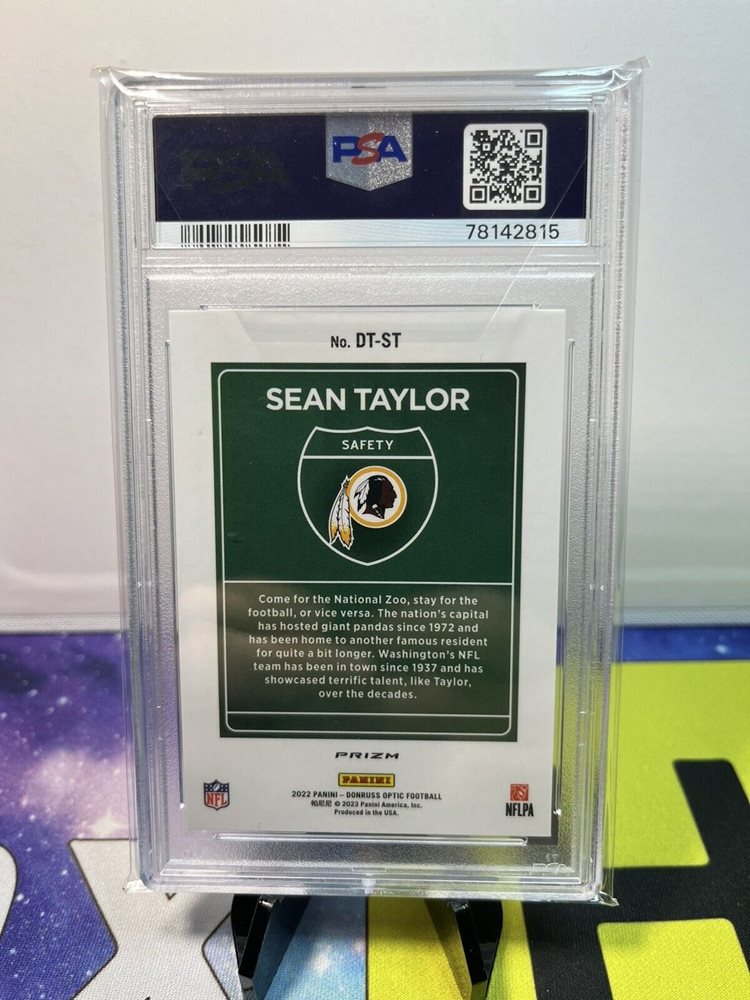 PSA
78142815
No. DT-ST
SEAN TAYLOR
SAFETY
Come for the National Zoo, stay for the
football, or vice versa. The nation's capital
has hosted giant pandas since 1972 and
has been home to another famous resident
for quite a bit longer. Washington's NFL
team has been in town since 1937 and has
showcased terrific talent, like Taylor,
over the decades.
PRIZM
PANINI
NFL
2022 PANINI – DONRUSS OPTIC FOOTBALL
帕尼尼 © 2023 Panini America, Inc.
Produced in the USA.
NFLPA
PSA